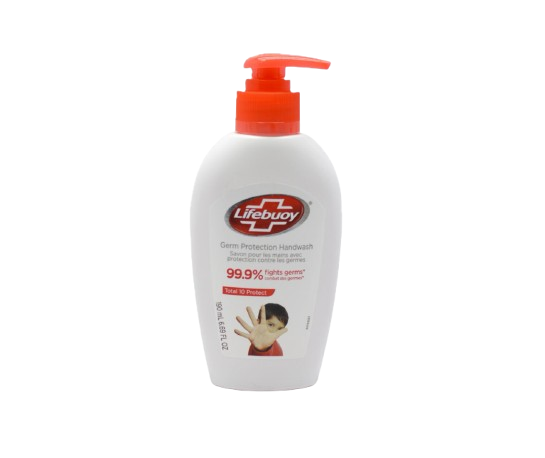 Lifebuoy
Germ Protection Handwash
Savon pour les mains avec
protection contre les germes
99.9% fights germs*
combat des germes*
Total 10 Protect
190 mL 6.69 FL OZ